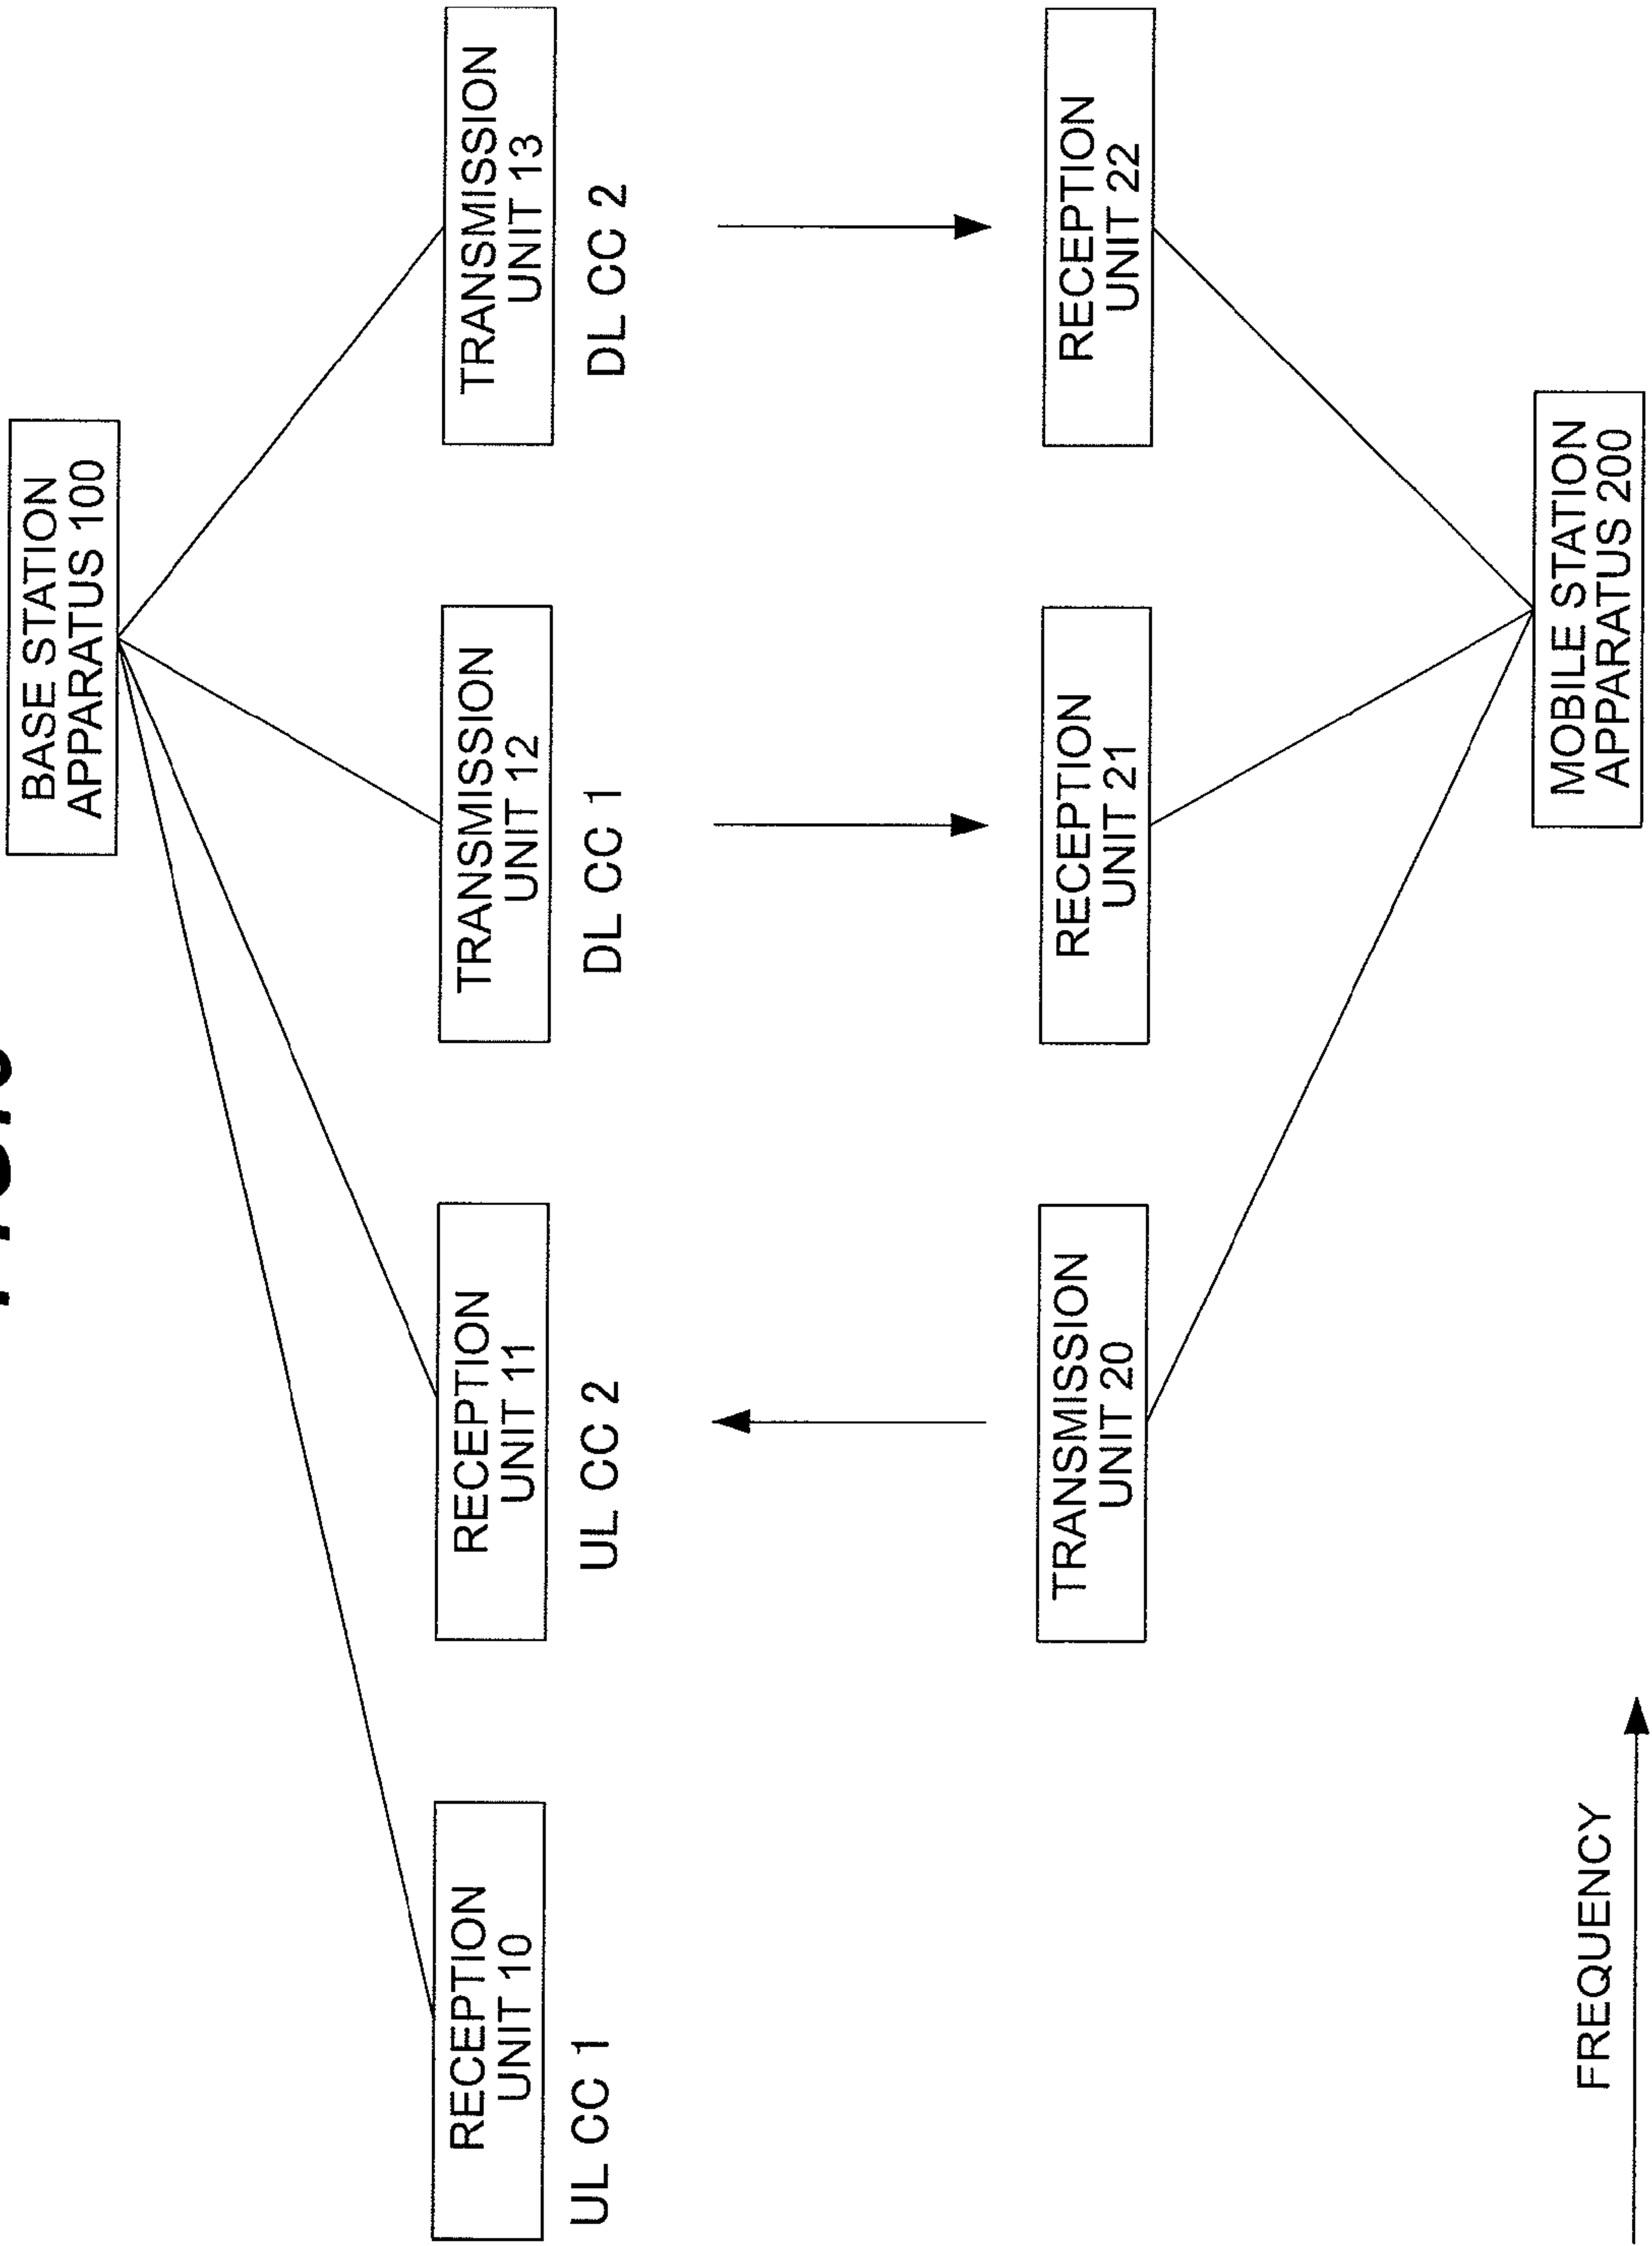 BASE STATION
APPARATUS 100
RECEPTION
UNIT 10
UL CC 1
RECEPTION
UNIT 11
UL CC 2
TRANSMISSION
UNIT 12
DL CC 1
TRANSMISSION
UNIT 13
DL CC 2
TRANSMISSION
UNIT 20
RECEPTION
UNIT 21
RECEPTION
UNIT 22
MOBILE STATION
APPARATUS 200
FREQUENCY